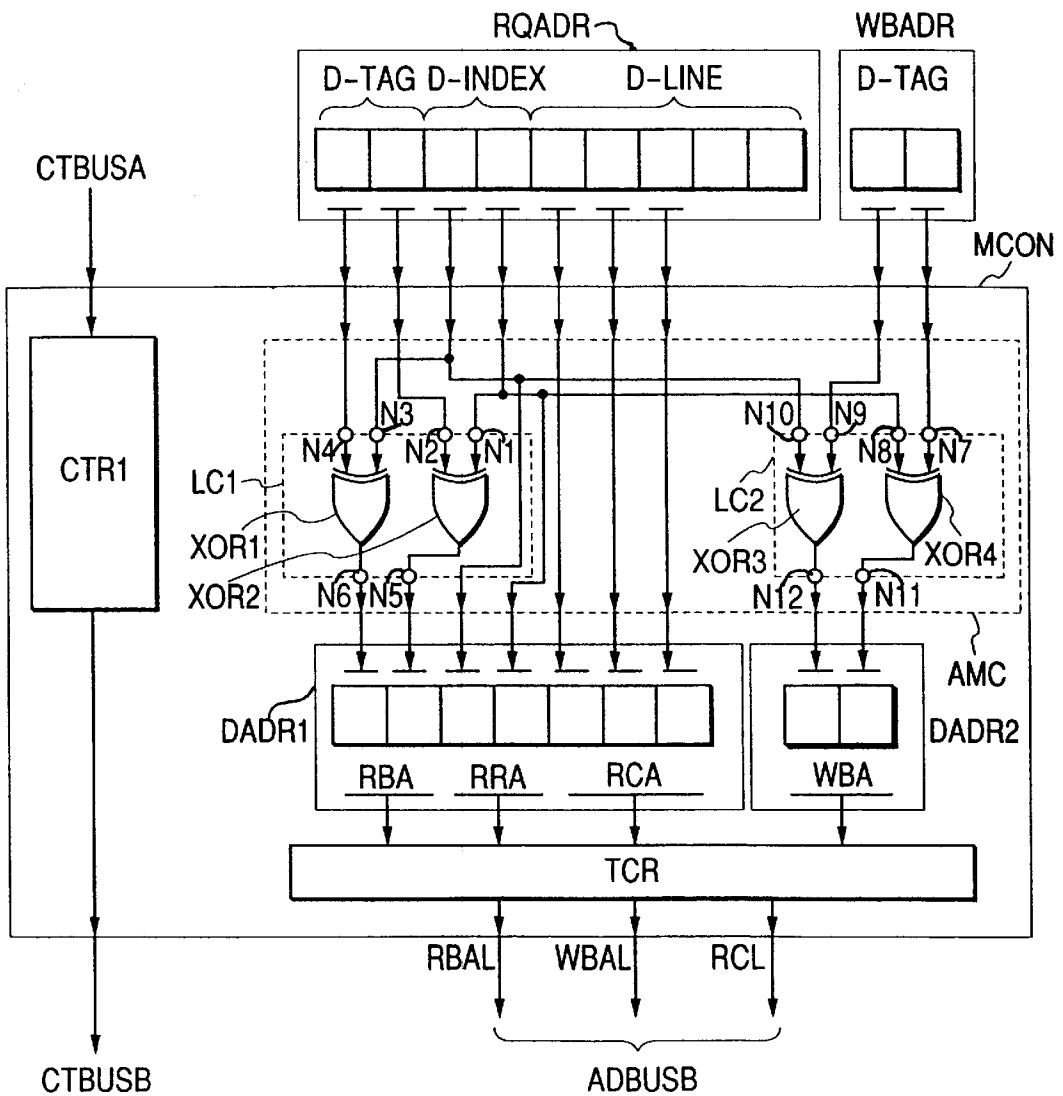 RQADR
WBADR
D-TAG D-INDEX D-LINE
D-TAG
CTBUSA
MCON
N3
N4
N2
N1
N10
N9
N8
N7
CTR1
LC1
LC2
XOR1
XOR2
XOR3
XOR4
N6
N5
N12
N11
AMC
DADR1
DADR2
RBA
RRA
RCA
WBA
TCR
RBAL
WBAL
RCL
CTBUSB
ADBUSB